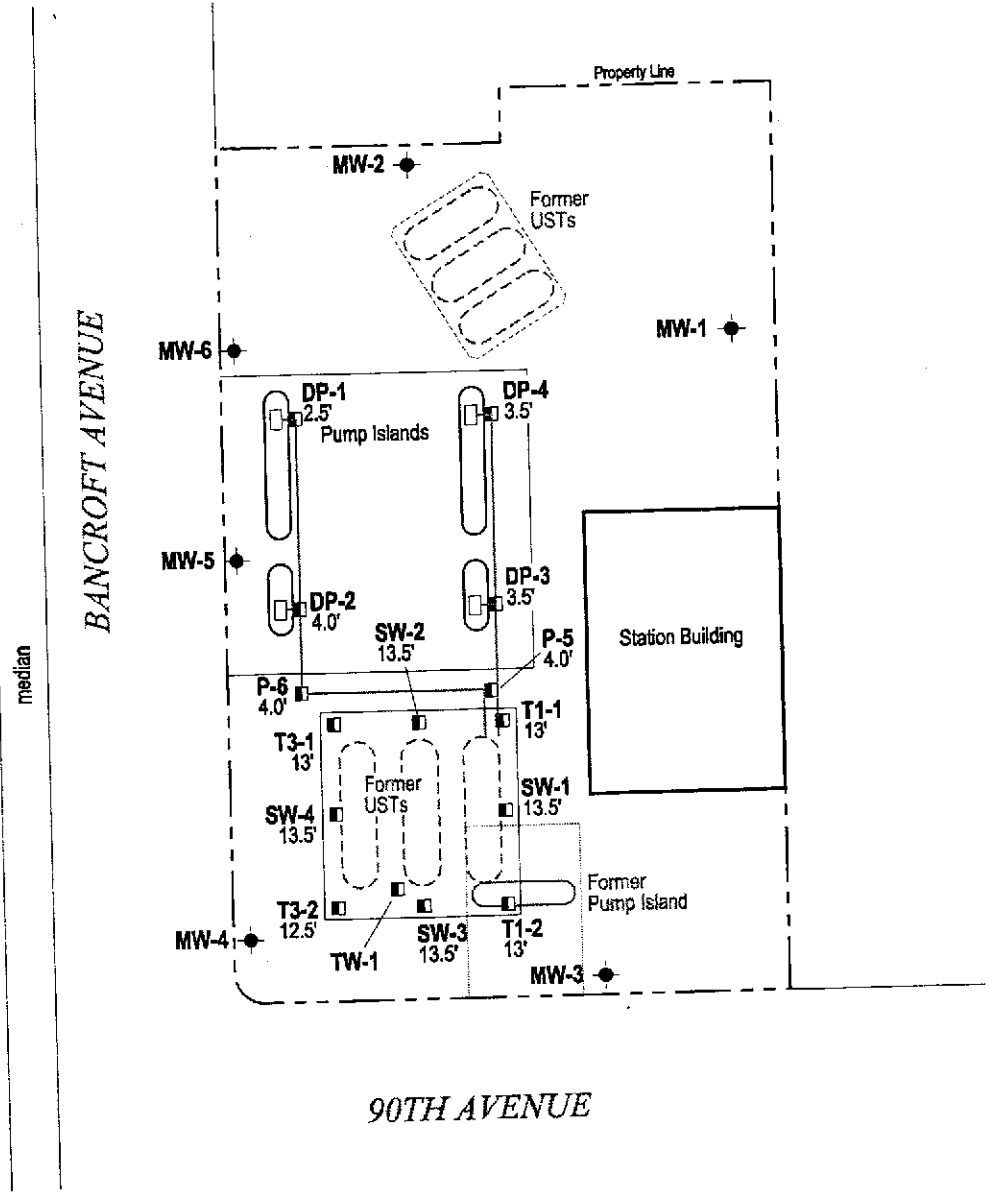 Property Line
MW-2
Former
USTs
MW-1
MW-6
BANCROFT AVENUE
DP-1
2.5'
DP-4
3.5'
Pump Islands
MW-5
DP-3
3.5'
DP-2
4.0'
SW-2
13.5'
P-5
4.0'
Station Building
median
P-6
4.0'
T1-1
13'
T3-1
13'
Former
USTs
SW-1
13.5'
SW-4
13.5'
Former
Pump Island
T3-2
12.5'
TW-1
SW-3
13.5'
T1-2
13'
MW-4
MW-3
90TH AVENUE